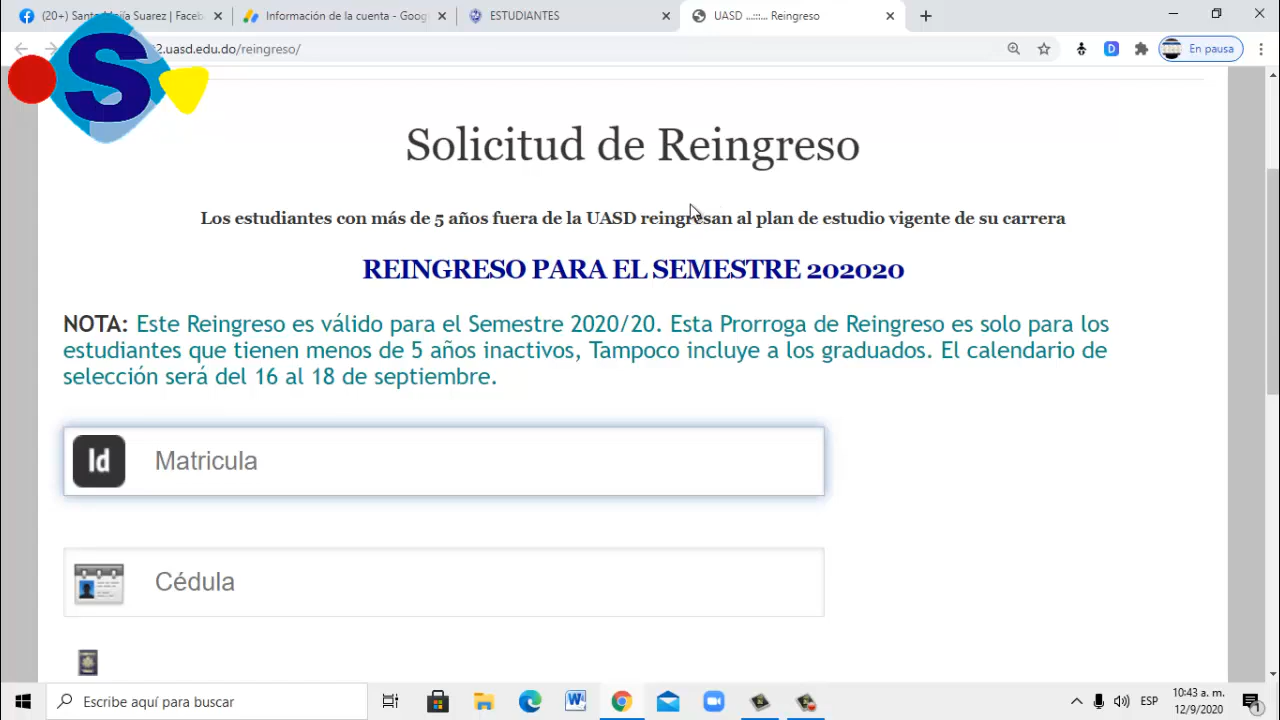 (20+) Sant Mejía Suarez | Faceb
Información de la cuenta - Goog
ESTUDIANTES
UASD ..::::.. Reingreso
2.uasd.edu.do/reingreso/
D
En pausa
S
Solicitud de Reingreso
Los estudiantes con más de 5 años fuera de la UASD reingresan al plan de estudio vigente de su carrera
REINGRESO PARA EL SEMESTRE 202020
NOTA: Este Reingreso es válido para el Semestre 2020/20. Esta Prorroga de Reingreso es solo para los
estudiantes que tienen menos de 5 años inactivos, Tampoco incluye a los graduados. El calendario de
selección será del 16 al 18 de septiembre.
Id
Matricula
Cédula
Escribe aquí para buscar
ESP
10:43 a. m.
12/9/2020
1